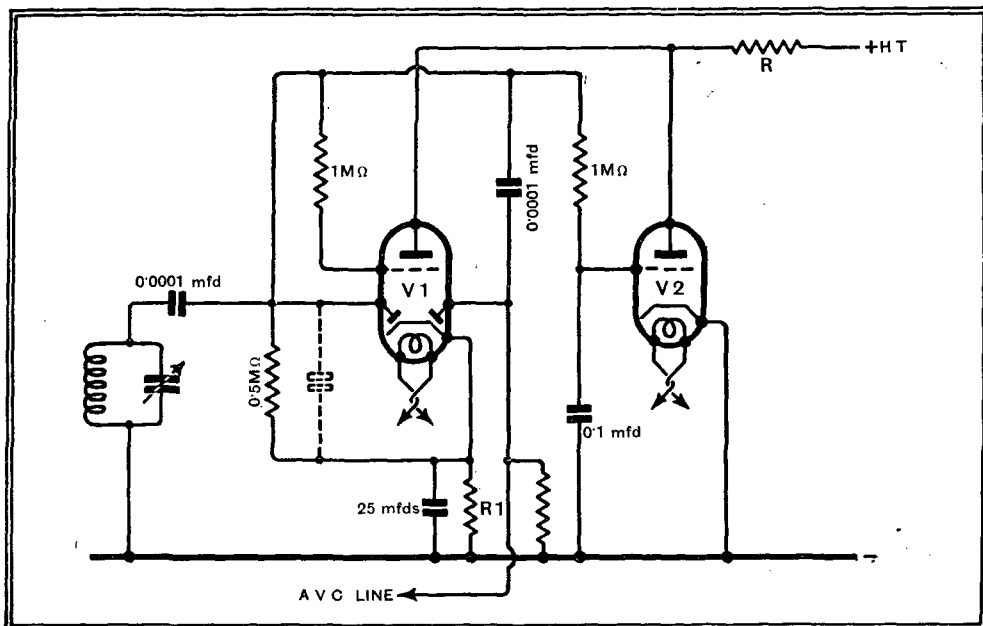 +HT
R
1MΩ
0·0001 mfd
1MΩ
V1
V2
0·0001 mfd
0·5MΩ
0·1 mfd
25 mfds
R1
−
AVC LINE